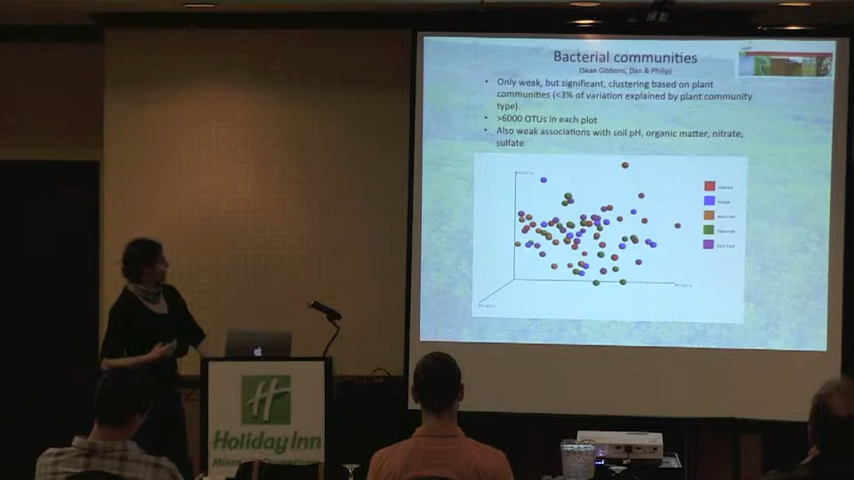 Bacterial communities
(Sean Gibbons, Dan & Philip)
• Only weak, but significant, clustering based on plant
communities (<3% of variation explained by plant community
type).
• >6000 OTUs in each plot
• Also weak associations with soil pH, organic matter, nitrate,
sulfate
H
Holiday Inn